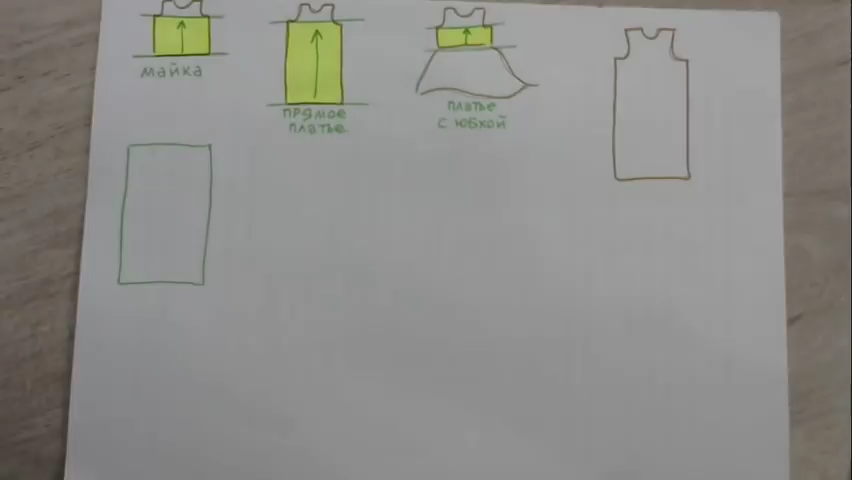 майка
прямое
платье
платье
с юбкой